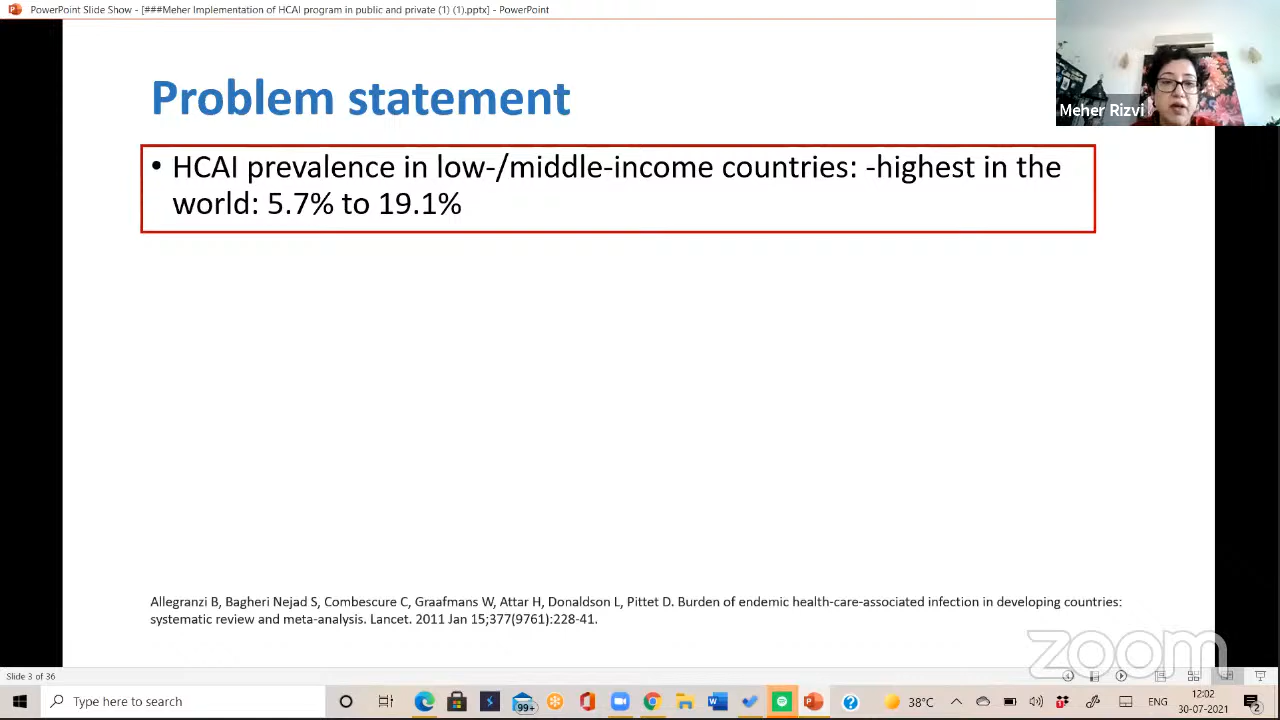 PowerPoint Slide Show - [###Meher Implementation of HCAI program in public and private (1) (1).pptx] - PowerPoint
Meher Rizvi
Problem statement
• HCAI prevalence in low-/middle-income countries: -highest in the
world: 5.7% to 19.1%
Allegranzi B, Bagheri Nejad S, Combescure C, Graafmans W, Attar H, Donaldson L, Pittet D. Burden of endemic health-care-associated infection in developing countries:
systematic review and meta-analysis. Lancet. 2011 Jan 15;377(9761):228-41.
zoom
Slide 3 of 36
Type here to search
99+
38°C
ENG
12:02
30-07-2021
2